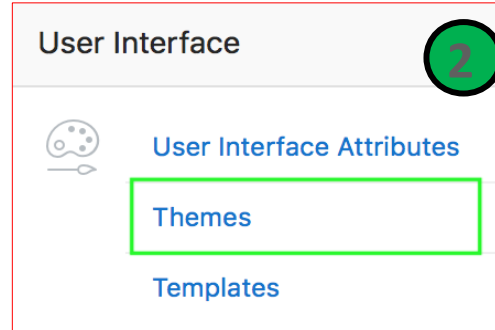 User Interface
2
User Interface Attributes
Themes
Templates